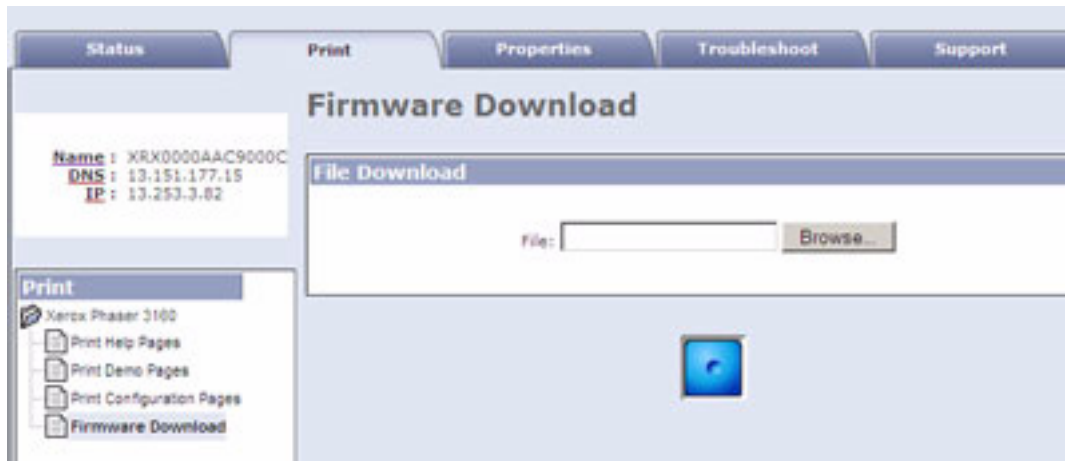 Status
Print
Properties
Troubleshoot
Support
Firmware Download
Name : XRX0000AAC9000C
DNS : 13.151.177.15
IP : 13.253.3.82
File Download
File:
Browse...
Print
Xerox Phaser 3160
Print Help Pages
Print Demo Pages
Print Configuration Pages
Firmware Download